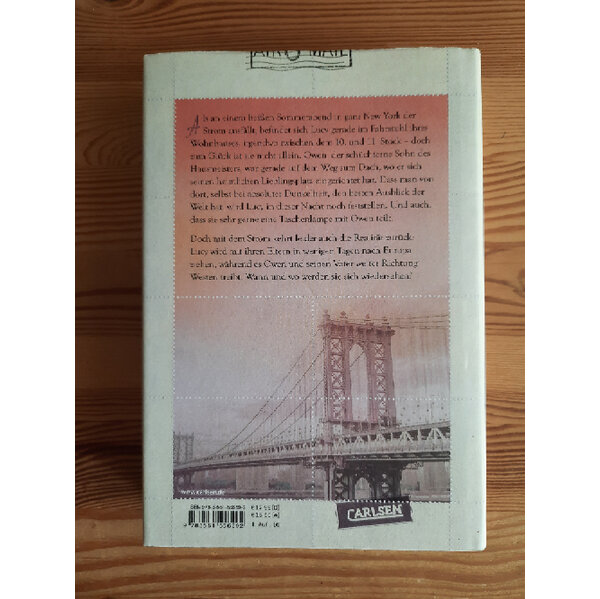 AIR MAIL
Als an einem heißen Sommerabend in ganz New York der
Strom ausfällt, befindet sich Lucy gerade im Fahrstuhl ihres
Wohnhauses, irgendwo zwischen dem 10. und 11. Stock – doch
zum Glück ist sie nicht allein. Owen, der schüchterne Sohn des
Hausmeisters, war gerade auf dem Weg zum Dach, wo er sich
seinen heimlichen Lieblingsplatz eingerichtet hat. Dass man von
dort, selbst bei absoluter Dunkelheit, den besten Ausblick der
Welt hat, wird Lucy in dieser Nacht noch feststellen. Und auch,
dass sie sehr gerne eine Taschenlampe mit Owen teilt.
Doch mit dem Strom kehrt leider auch die Realität zurück:
Lucy wird mit ihren Eltern in wenigen Tagen nach Europa
ziehen, während es Owen und seinen Vater weiter Richtung
Westen treibt. Wann und wo werden sie sich wiedersehen?
www.carlsen.de
CARLSEN